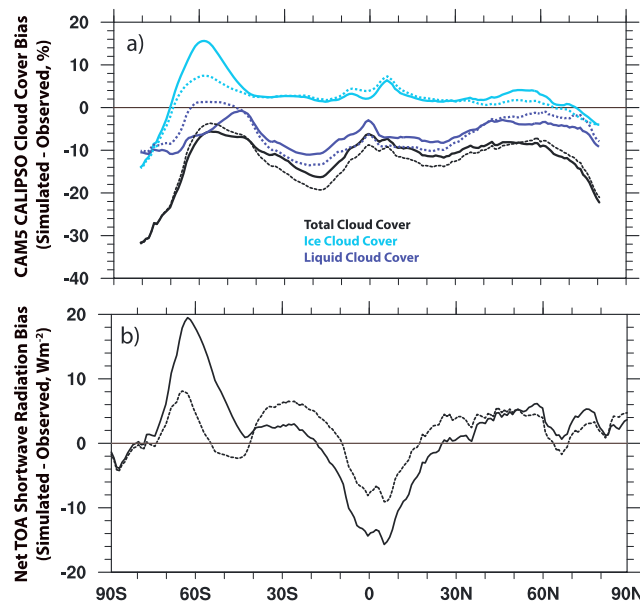 CAM5 CALIPSO Cloud Cover Bias
(Simulated - Observed, %)
20
10
0
-10
-20
-30
-40
a)
Total Cloud Cover
Ice Cloud Cover
Liquid Cloud Cover
Net TOA Shortwave Radiation Bias
(Simulated - Observed, Wm-2)
20
10
0
-10
-20
b)
90S 60S 30S 0 30N 60N 90N